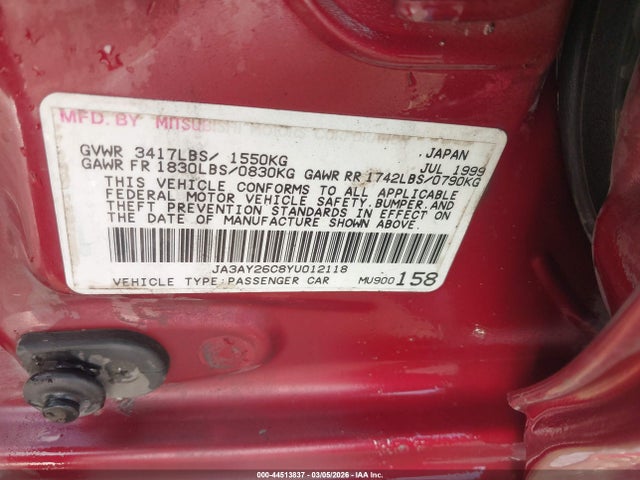 MFD. BY MITSUBISHI MOTORS CORPORATION, JAPAN
GVWR 3417LBS/ 1550KG JUL 1999
GAWR FR 1830LBS/0830KG GAWR RR 1742LBS/0790KG
THIS VEHICLE CONFORMS TO ALL APPLICABLE
FEDERAL MOTOR VEHICLE SAFETY,BUMPER,AND
THEFT PREVENTION STANDARDS IN EFFECT ON
THE DATE OF MANUFACTURE SHOWN ABOVE.
JA3AY26C8YU012118
VEHICLE TYPE:PASSENGER CAR MU900158
000-44513837 - 03/05/2026 - © IAA Inc.